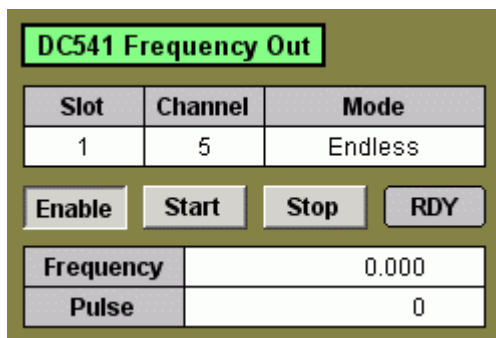 DC541 Frequency Out
Slot Channel Mode
1 5 Endless
Enable Start Stop RDY
Frequency 0.000
Pulse 0